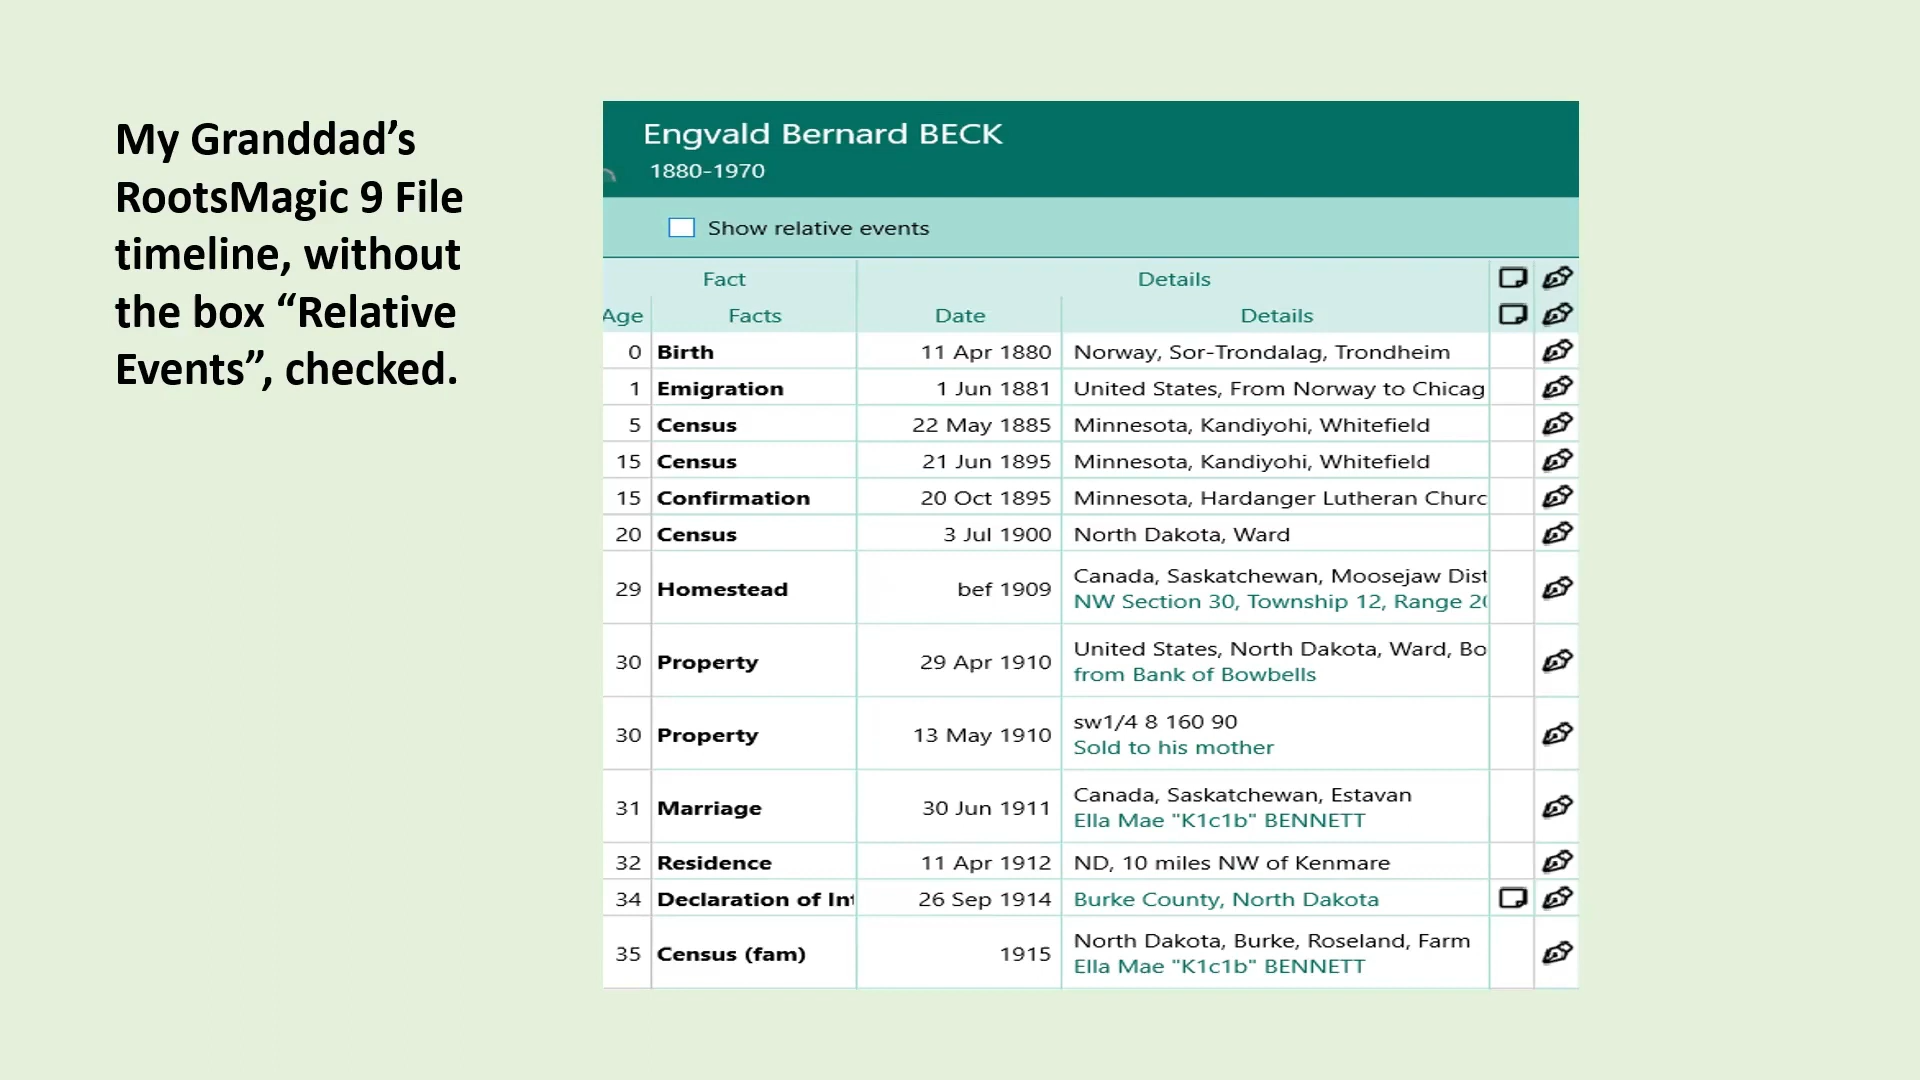 My Granddad’s
RootsMagic 9 File
timeline, without
the box “Relative
Events”, checked.
Engvald Bernard BECK
1880-1970
Show relative events
Fact Details
Age Facts Date Details
0 Birth 11 Apr 1880 Norway, Sor-Trondalag, Trondheim
1 Emigration 1 Jun 1881 United States, From Norway to Chicag
5 Census 22 May 1885 Minnesota, Kandiyohi, Whitefield
15 Census 21 Jun 1895 Minnesota, Kandiyohi, Whitefield
15 Confirmation 20 Oct 1895 Minnesota, Hardanger Lutheran Churc
20 Census 3 Jul 1900 North Dakota, Ward
29 Homestead bef 1909 Canada, Saskatchewan, Moosejaw Dist
NW Section 30, Township 12, Range 20
30 Property 29 Apr 1910 United States, North Dakota, Ward, Bo
from Bank of Bowbells
30 Property 13 May 1910 sw1/4 8 160 90
Sold to his mother
31 Marriage 30 Jun 1911 Canada, Saskatchewan, Estavan
Ella Mae "K1c1b" BENNETT
32 Residence 11 Apr 1912 ND, 10 miles NW of Kenmare
34 Declaration of Int 26 Sep 1914 Burke County, North Dakota
35 Census (fam) 1915 North Dakota, Burke, Roseland, Farm
Ella Mae "K1c1b" BENNETT